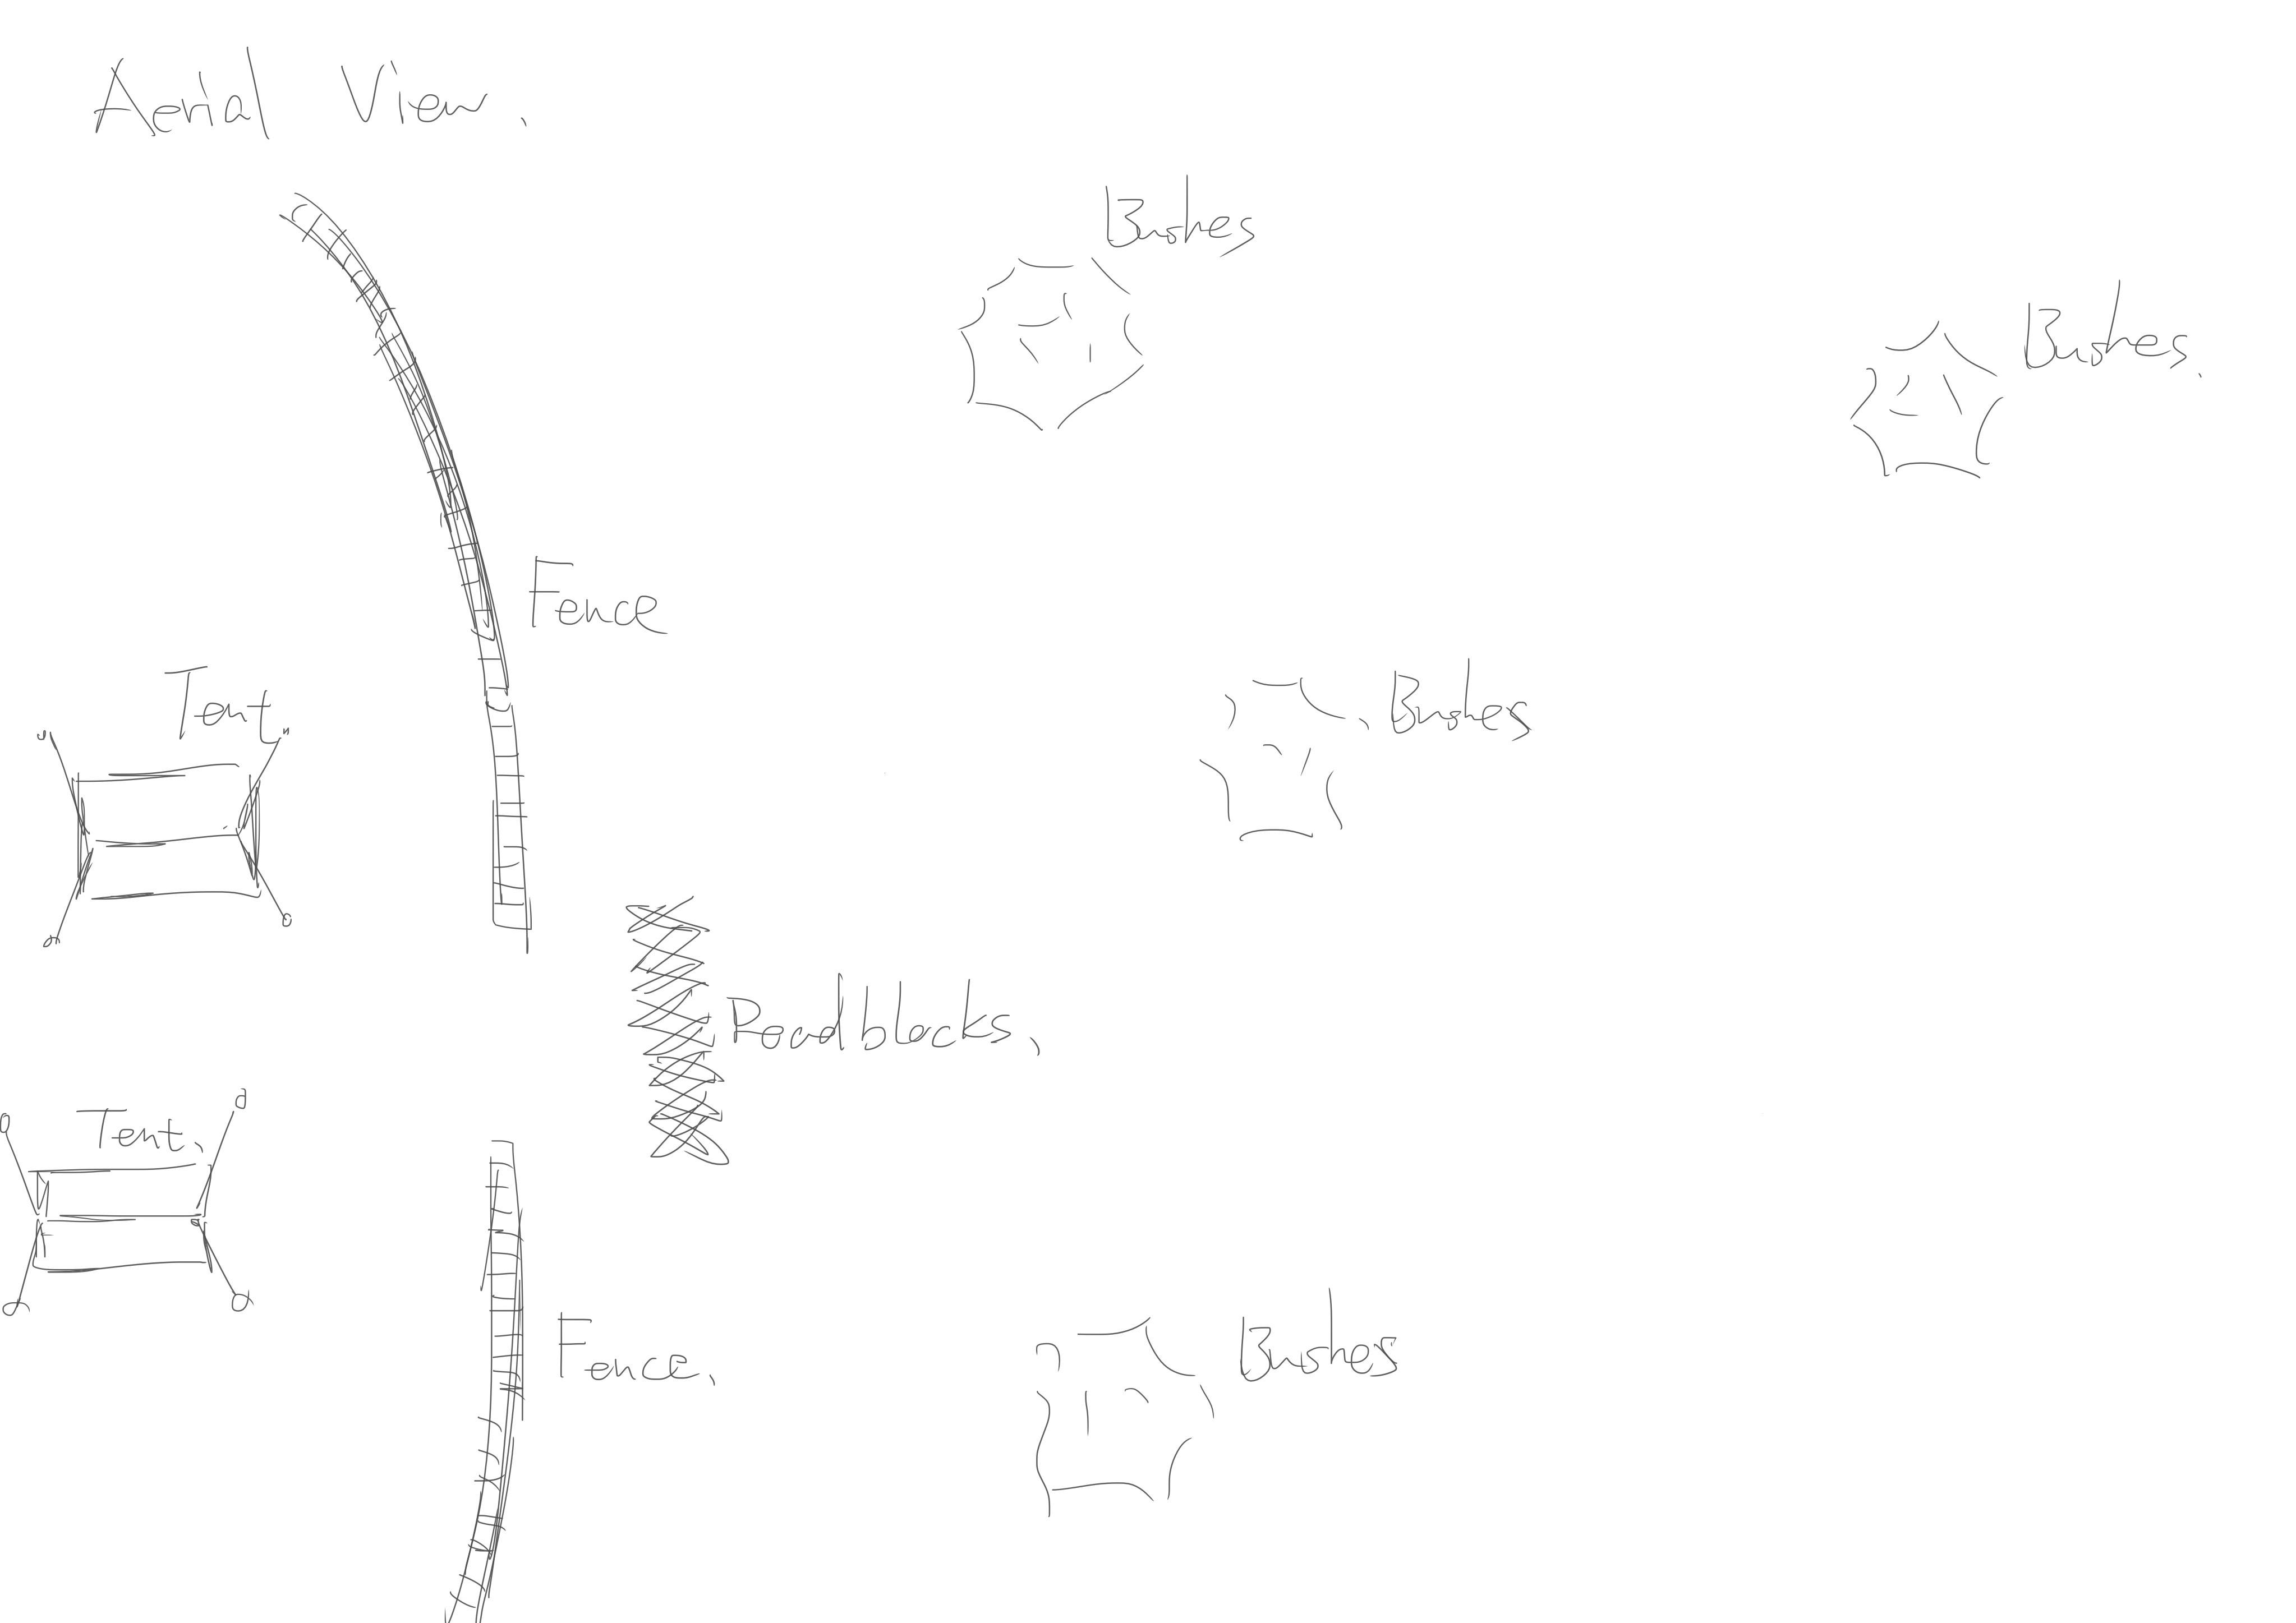 Aerial View.
Bushes
Bushes.
Fence
Tent.
Bushes
Roadblocks.
Tent.
Fence.
Bushes